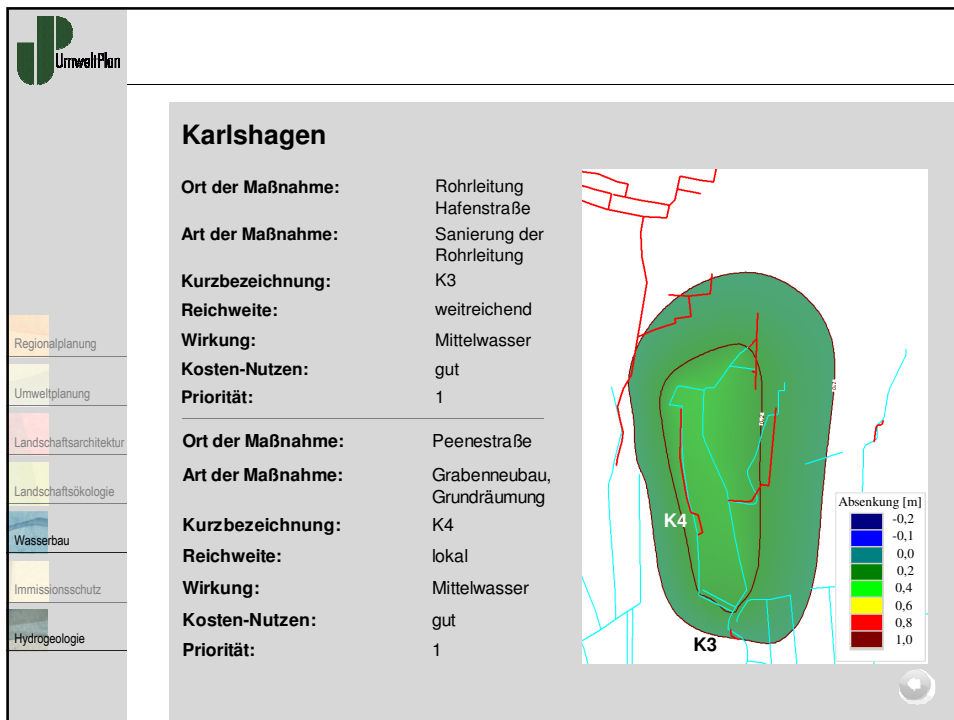 UmweltPlan
Karlshagen
Ort der Maßnahme: Rohrleitung
Hafenstraße
Art der Maßnahme: Sanierung der
Rohrleitung
Kurzbezeichnung: K3
Reichweite: weitreichend
Wirkung: Mittelwasser
Kosten-Nutzen: gut
Priorität: 1
Ort der Maßnahme: Peenestraße
Art der Maßnahme: Grabenneubau,
Grundräumung
Kurzbezeichnung: K4
Reichweite: lokal
Wirkung: Mittelwasser
Kosten-Nutzen: gut
Priorität: 1
Regionalplanung
Umweltplanung
Landschaftsarchitektur
Landschaftsökologie
Wasserbau
Immissionsschutz
Hydrogeologie
K4
K3
Absenkung [m]
-0,2
-0,1
0,0
0,2
0,4
0,6
0,8
1,0